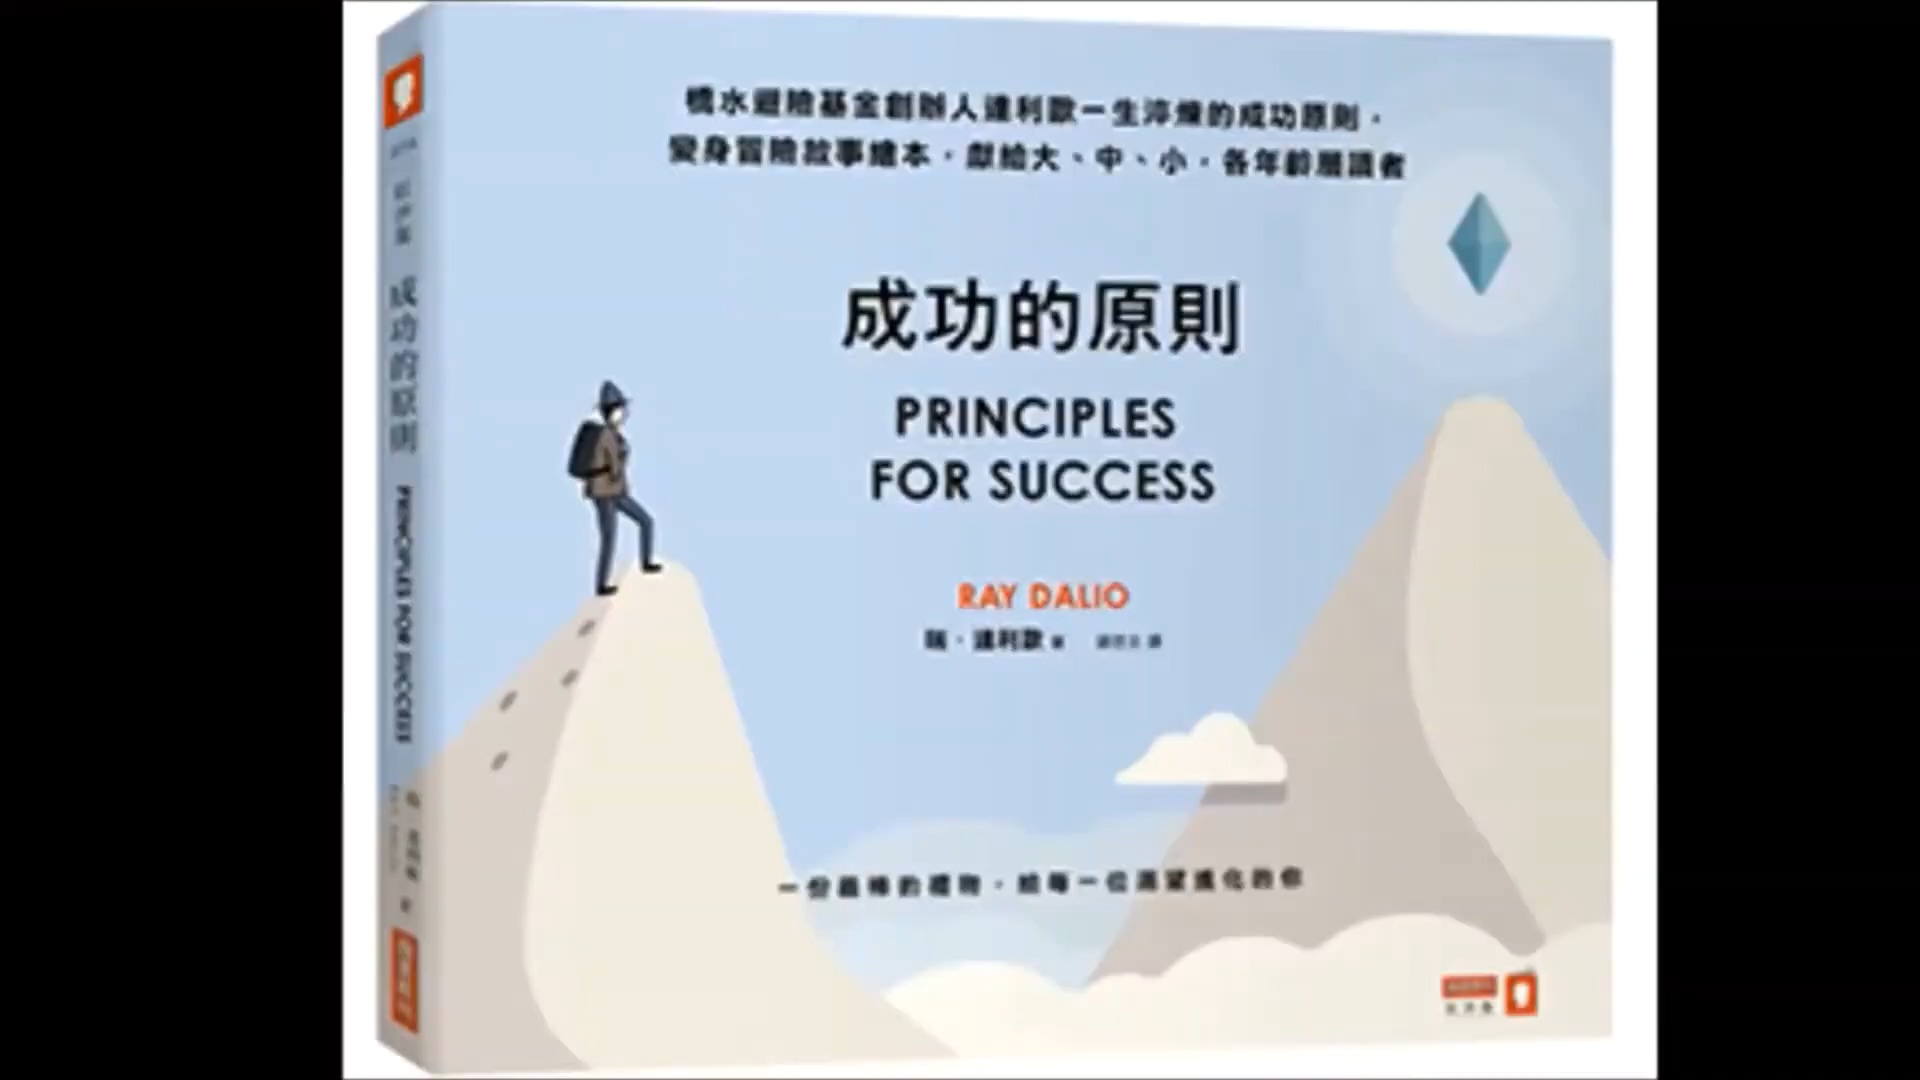 橋水避險基金創辦人達利歐一生淬煉的成功原則，
變身冒險故事繪本，獻給大、中、小，各年齡層讀者
成功的原則
PRINCIPLES
FOR SUCCESS
RAY DALIO
瑞・達利歐 著
一份最棒的禮物，給每一位渴望進化的你
成功的原則 PRINCIPLES FOR SUCCESS